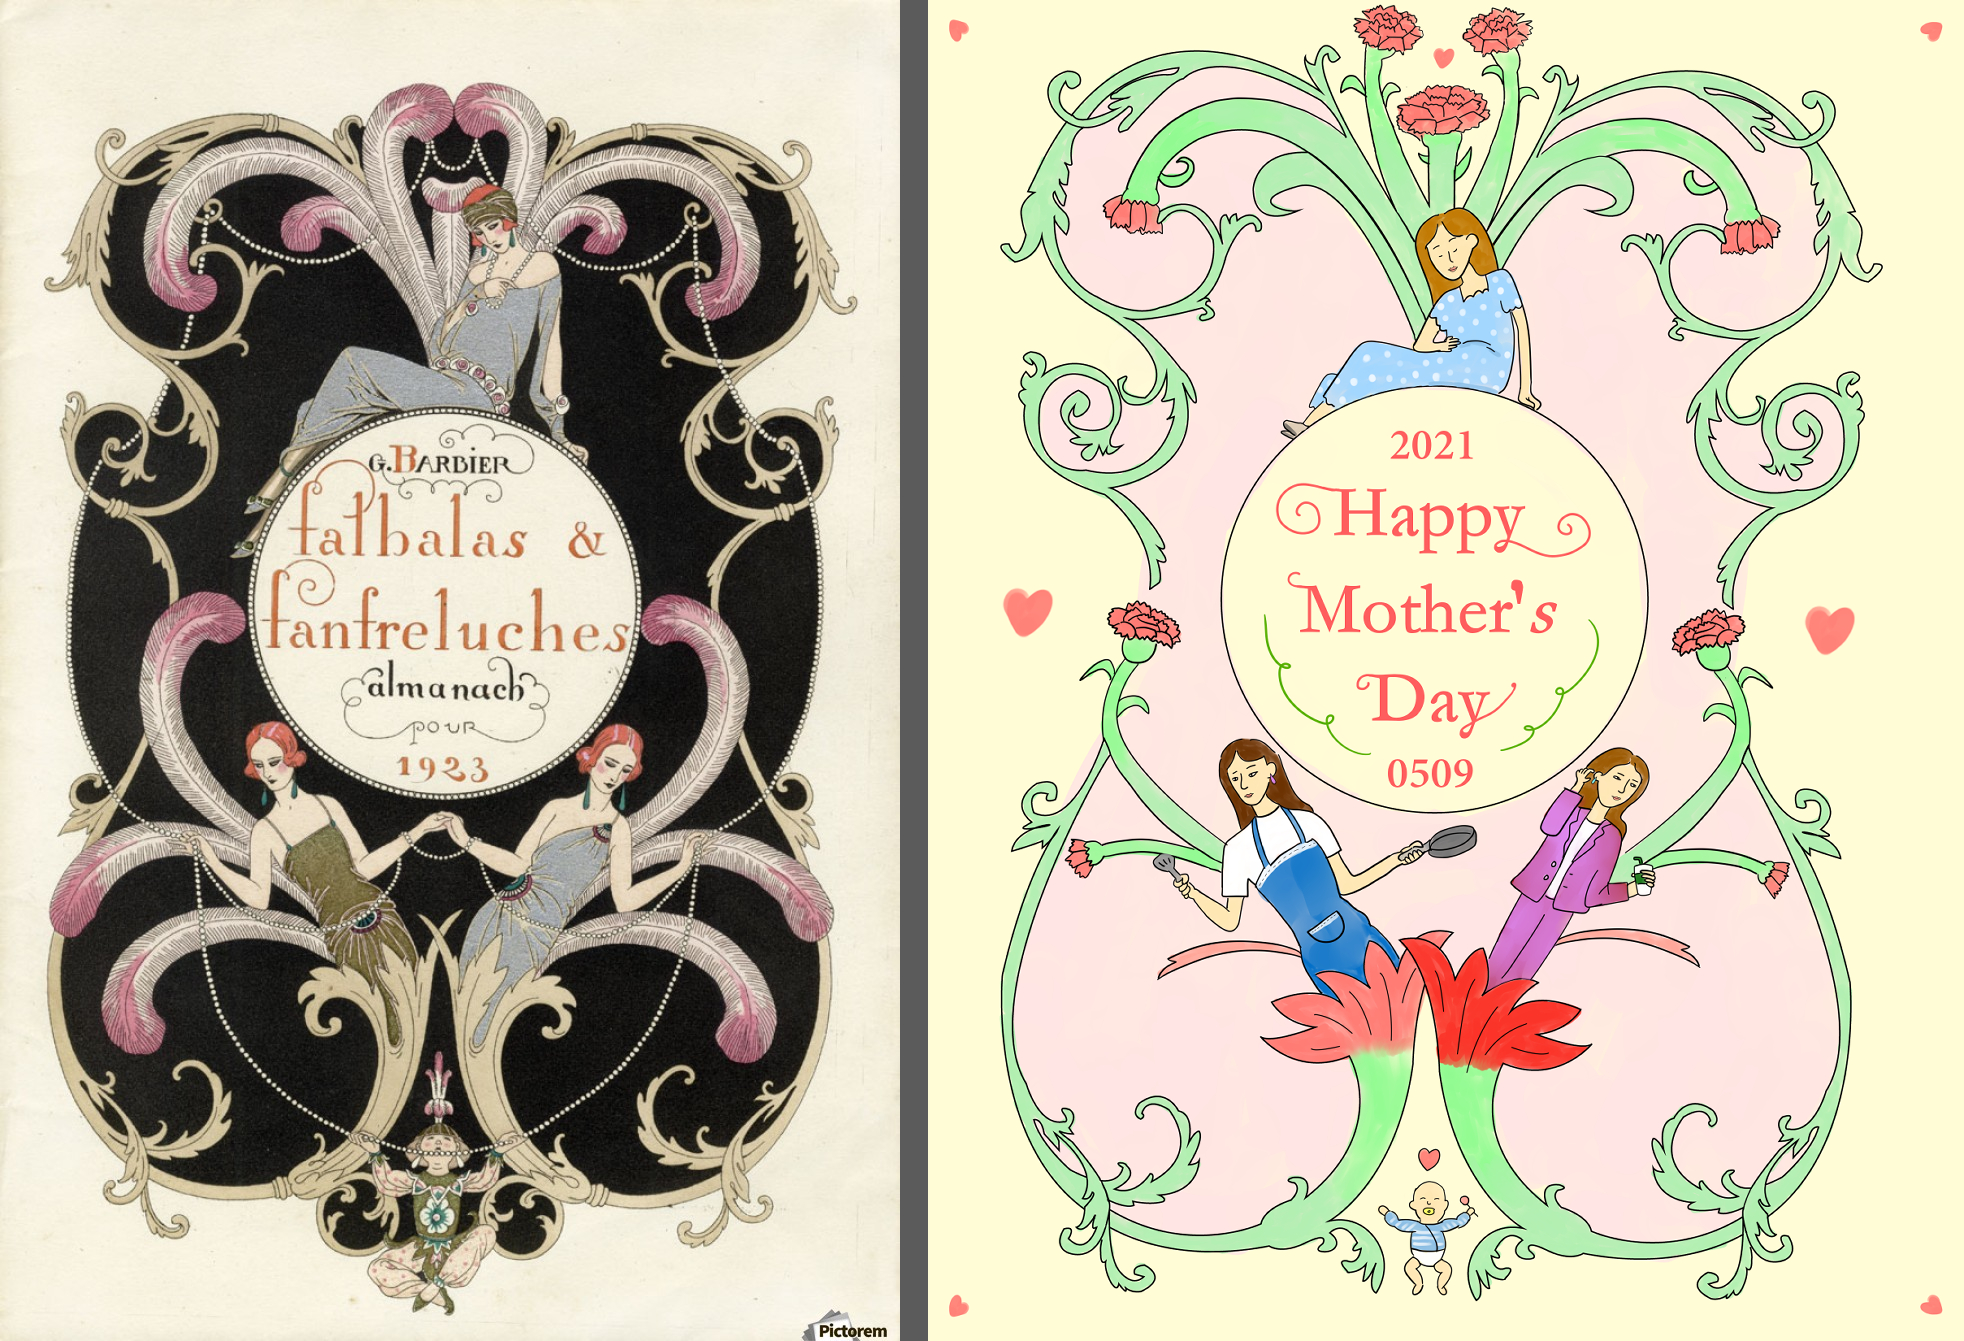 G. BARBIER
falbalas &
fanfreluches
almanach
POUR
1923
Pictorem
2021
Happy
Mother's
Day
0509